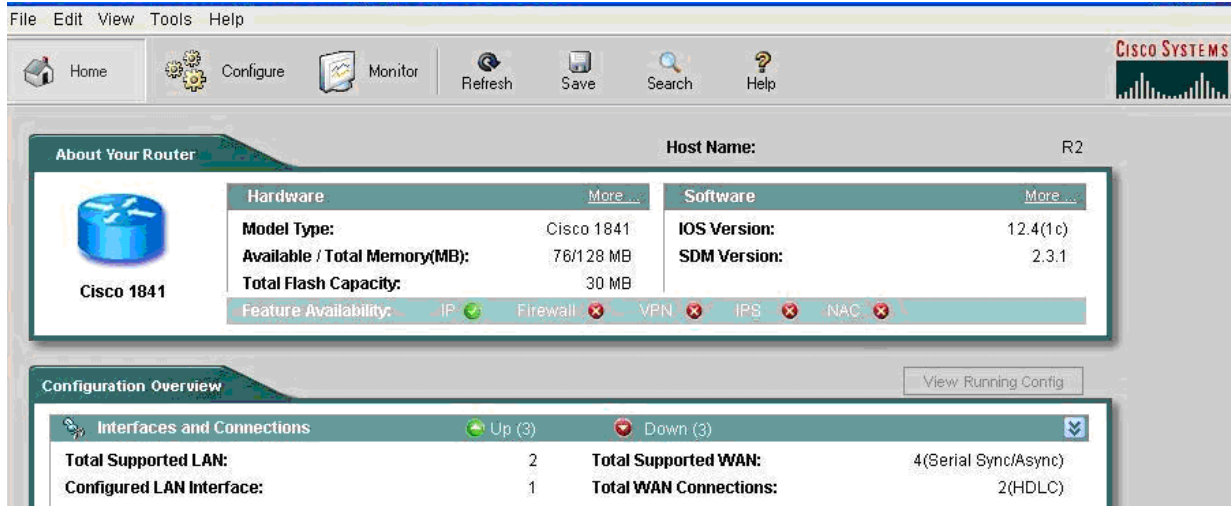 File Edit View Tools Help
Home Configure Monitor Refresh Save Search Help
CISCO SYSTEMS
About Your Router
Host Name: R2
Cisco 1841
Hardware More ...
Model Type: Cisco 1841
Available / Total Memory(MB): 76/128 MB
Total Flash Capacity: 30 MB
Software More ...
IOS Version: 12.4(1c)
SDM Version: 2.3.1
Feature Availability: IP Firewall VPN IPS NAC
Configuration Overview
View Running Config
Interfaces and Connections Up (3) Down (3)
Total Supported LAN: 2 Total Supported WAN: 4(Serial Sync/Async)
Configured LAN Interface: 1 Total WAN Connections: 2(HDLC)